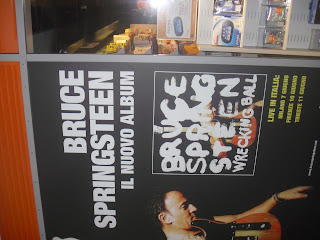 BRUCE
SPRINGSTEEN
IL NUOVO ALBUM
BRUCE
SPRING
STEEN
WRECKING BALL
LIVE IN ITALIA:
MILANO 7 GIUGNO
FIRENZE 10 GIUGNO
TRIESTE 11 GIUGNO